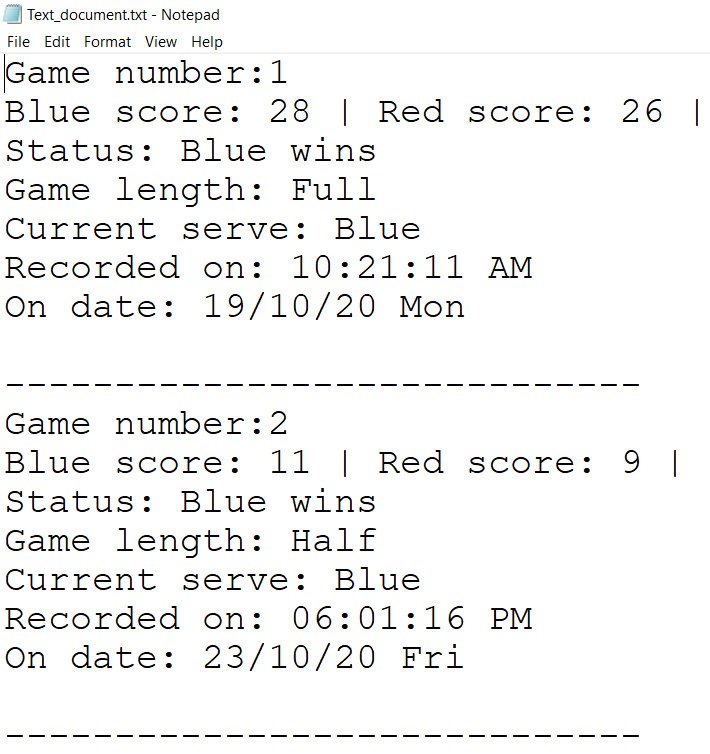 Text_document.txt - Notepad
File Edit Format View Help
Game number:1
Blue score: 28 | Red score: 26 |
Status: Blue wins
Game length: Full
Current serve: Blue
Recorded on: 10:21:11 AM
On date: 19/10/20 Mon
-----------------------------
Game number:2
Blue score: 11 | Red score: 9 |
Status: Blue wins
Game length: Half
Current serve: Blue
Recorded on: 06:01:16 PM
On date: 23/10/20 Fri
-----------------------------